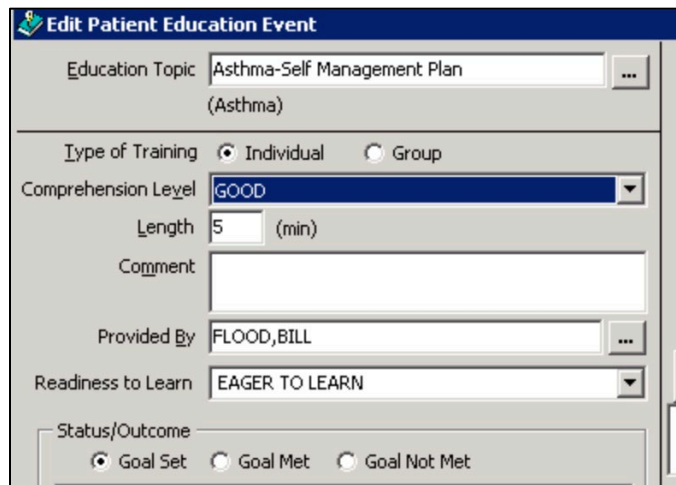 Edit Patient Education Event
Education Topic Asthma-Self Management Plan ...
(Asthma)
Type of Training Individual Group
Comprehension Level GOOD
Length 5 (min)
Comment
Provided By FLOOD,BILL ...
Readiness to Learn EAGER TO LEARN
Status/Outcome
Goal Set Goal Met Goal Not Met